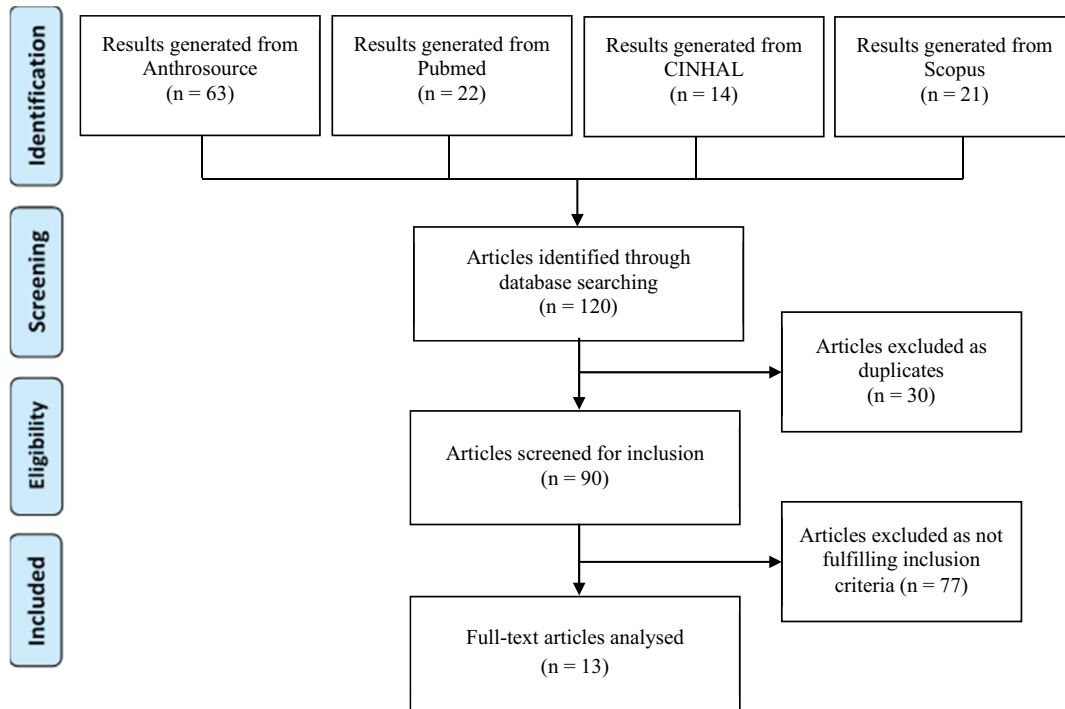 Identification
Results generated from
Anthrosource
(n = 63)
Results generated from
Pubmed
(n = 22)
Results generated from
CINHAL
(n = 14)
Results generated from
Scopus
(n = 21)
Screening
Articles identified through
database searching
(n = 120)
Articles excluded as
duplicates
(n = 30)
Eligibility
Articles screened for inclusion
(n = 90)
Articles excluded as not
fulfilling inclusion
criteria (n = 77)
Included
Full-text articles analysed
(n = 13)